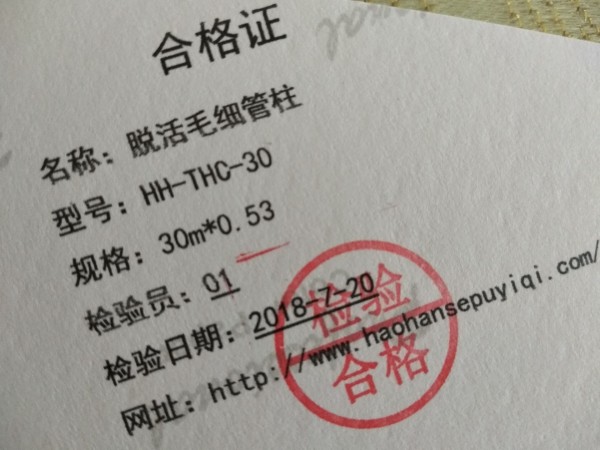 合格证
名称：脱活毛细管柱
型号：HH-THC-30
规格：30m*0.53
检验员：01
检验日期：2018-7-20
网址：http://www.haohansepuyiqi.com/
检验
合格